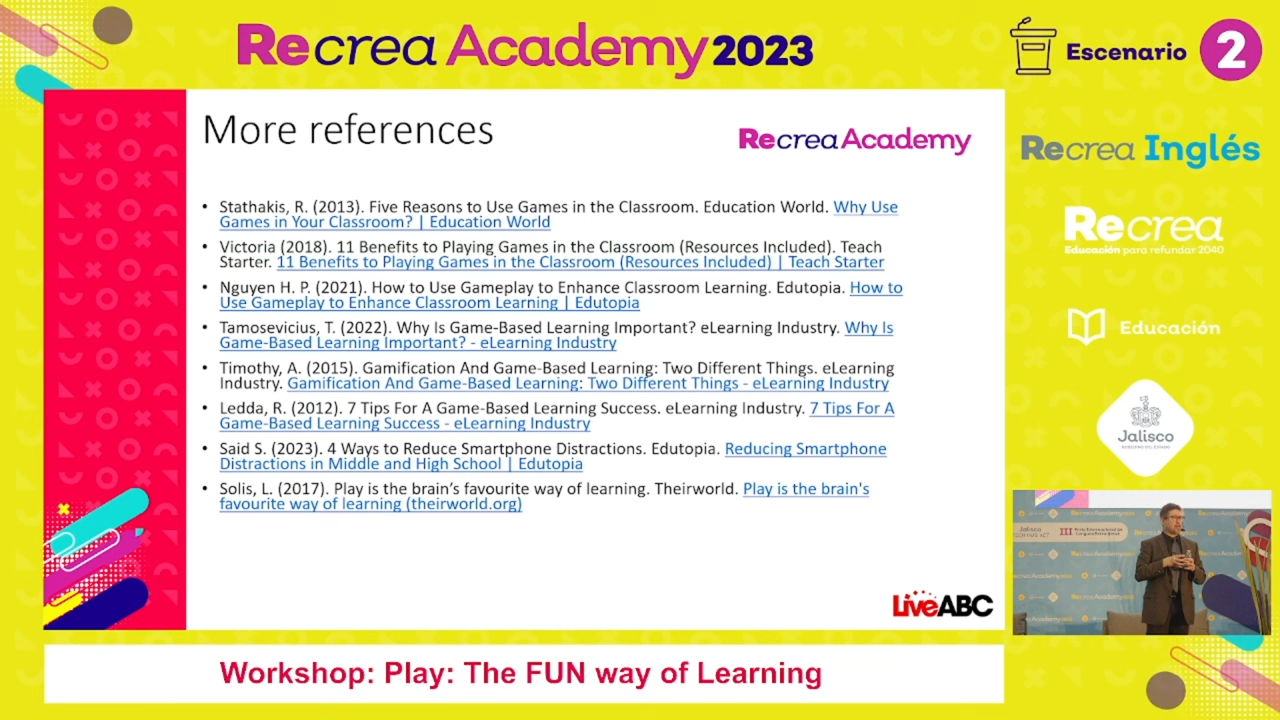 Recrea Academy 2023
Escenario 2
More references
Recrea Academy
Recrea Inglés
• Stathakis, R. (2013). Five Reasons to Use Games in the Classroom. Education World. Why Use
Games in Your Classroom? | Education World
• Victoria (2018). 11 Benefits to Playing Games in the Classroom (Resources Included). Teach
Starter. 11 Benefits to Playing Games in the Classroom (Resources Included) | Teach Starter
• Nguyen H. P. (2021). How to Use Gameplay to Enhance Classroom Learning. Edutopia. How to
Use Gameplay to Enhance Classroom Learning | Edutopia
• Tamosevicius, T. (2022). Why Is Game-Based Learning Important? eLearning Industry. Why Is
Game-Based Learning Important? - eLearning Industry
• Timothy, A. (2015). Gamification And Game-Based Learning: Two Different Things. eLearning
Industry. Gamification And Game-Based Learning: Two Different Things - eLearning Industry
• Ledda, R. (2012). 7 Tips For A Game-Based Learning Success. eLearning Industry. 7 Tips For A
Game-Based Learning Success - eLearning Industry
• Said S. (2023). 4 Ways to Reduce Smartphone Distractions. Edutopia. Reducing Smartphone
Distractions in Middle and High School | Edutopia
• Solis, L. (2017). Play is the brain’s favourite way of learning. Theirworld. Play is the brain's
favourite way of learning (theirworld.org)
Recrea
Educación para refundar 2040
Educación
Jalisco
LiveABC
Workshop: Play: The FUN way of Learning